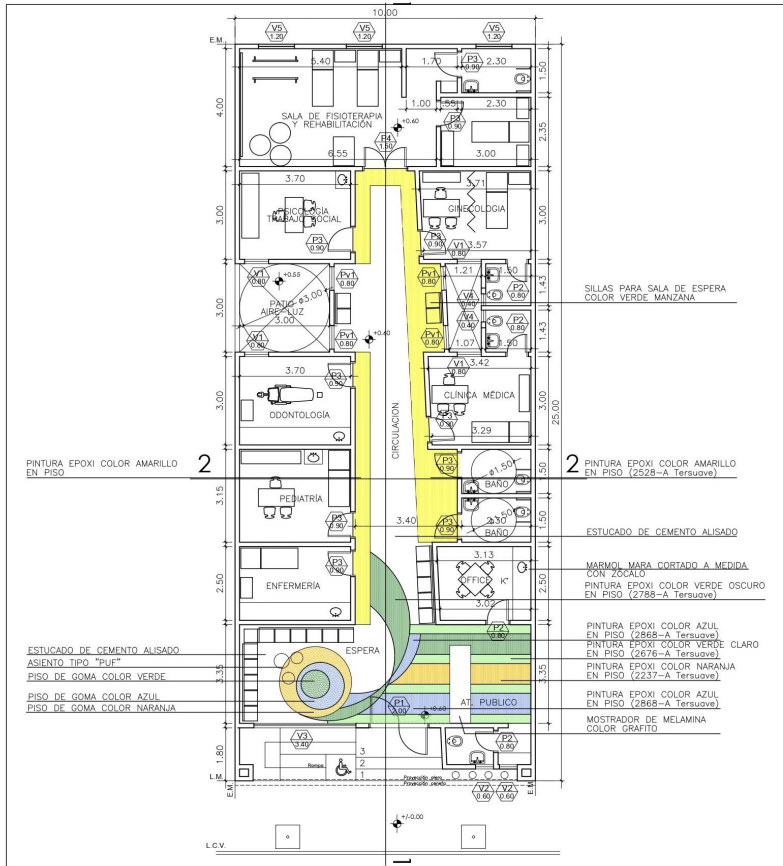 10.00
E.M.
V5
1.20
V5
1.20
V5
1.20
5.40
1.70
P3
0.90
2.30
1.50
4.00
SALA DE FISIOTERAPIA
Y REHABILITACIÓN
+0.60
1.00
.55
2.30
P3
0.90
2.35
P4
1.50
6.55
3.00
3.70
3.71
PSICOLOGÍA
TRABAJO SOCIAL
GINECOLOGIA
3.00
3.00
P3
0.90
P3
0.90
V1
0.80
3.57
V1
0.80
+0.55
Pv1
0.80
Pv1
0.80
1.21
1.50
P2
0.80
1.43
SILLAS PARA SALA DE ESPERA
COLOR VERDE MANZANA
ø3.00
PATIO
AIRE-LUZ
3.00
3.00
V4
0.40
V4
0.40
+0.60
Pv1
0.80
Pv1
0.80
V1
0.80
1.07
1.50
P2
0.80
1.43
3.42
V1
0.80
3.70
P3
0.90
CLÍNICA MÉDICA
3.00
3.00
25.00
ODONTOLOGÍA
P3
0.90
3.29
CIRCULACION
PINTURA EPOXI COLOR AMARILLO
EN PISO
2
2
PINTURA EPOXI COLOR AMARILLO
EN PISO (2528-A Tersuave)
P3
0.90
ø1.50
BAÑO
1.50
3.15
PEDIATRÍA
P3
0.90
3.40
P3
0.90
ø1.50
2.30
BAÑO
1.50
ESTUCADO DE CEMENTO ALISADO
3.13
P3
0.90
ENFERMERÍA
2.50
OFFICE
K"
2.50
3.02
MARMOL MARA CORTADO A MEDIDA
CON ZÓCALO
PINTURA EPOXI COLOR VERDE OSCURO
EN PISO (2788-A Tersuave)
P2
0.80
PINTURA EPOXI COLOR AZUL
EN PISO (2868-A Tersuave)
PINTURA EPOXI COLOR VERDE CLARO
EN PISO (2676-A Tersuave)
PINTURA EPOXI COLOR NARANJA
EN PISO (2237-A Tersuave)
PINTURA EPOXI COLOR AZUL
EN PISO (2868-A Tersuave)
MOSTRADOR DE MELAMINA
COLOR GRAFITO
ESTUCADO DE CEMENTO ALISADO
ASIENTO TIPO "PUF"
PISO DE GOMA COLOR VERDE
PISO DE GOMA COLOR AZUL
PISO DE GOMA COLOR NARANJA
ESPERA
3.35
3.35
P1
2.00
AT. PUBLICO
+0.60
V3
3.40
P2
0.80
1.80
Rampa
3
2
1
Proyección alero
Proyección cenefa
V2
0.60
V2
0.60
L.M.
E.M.
E.M.
+/-0.00
L.C.V.